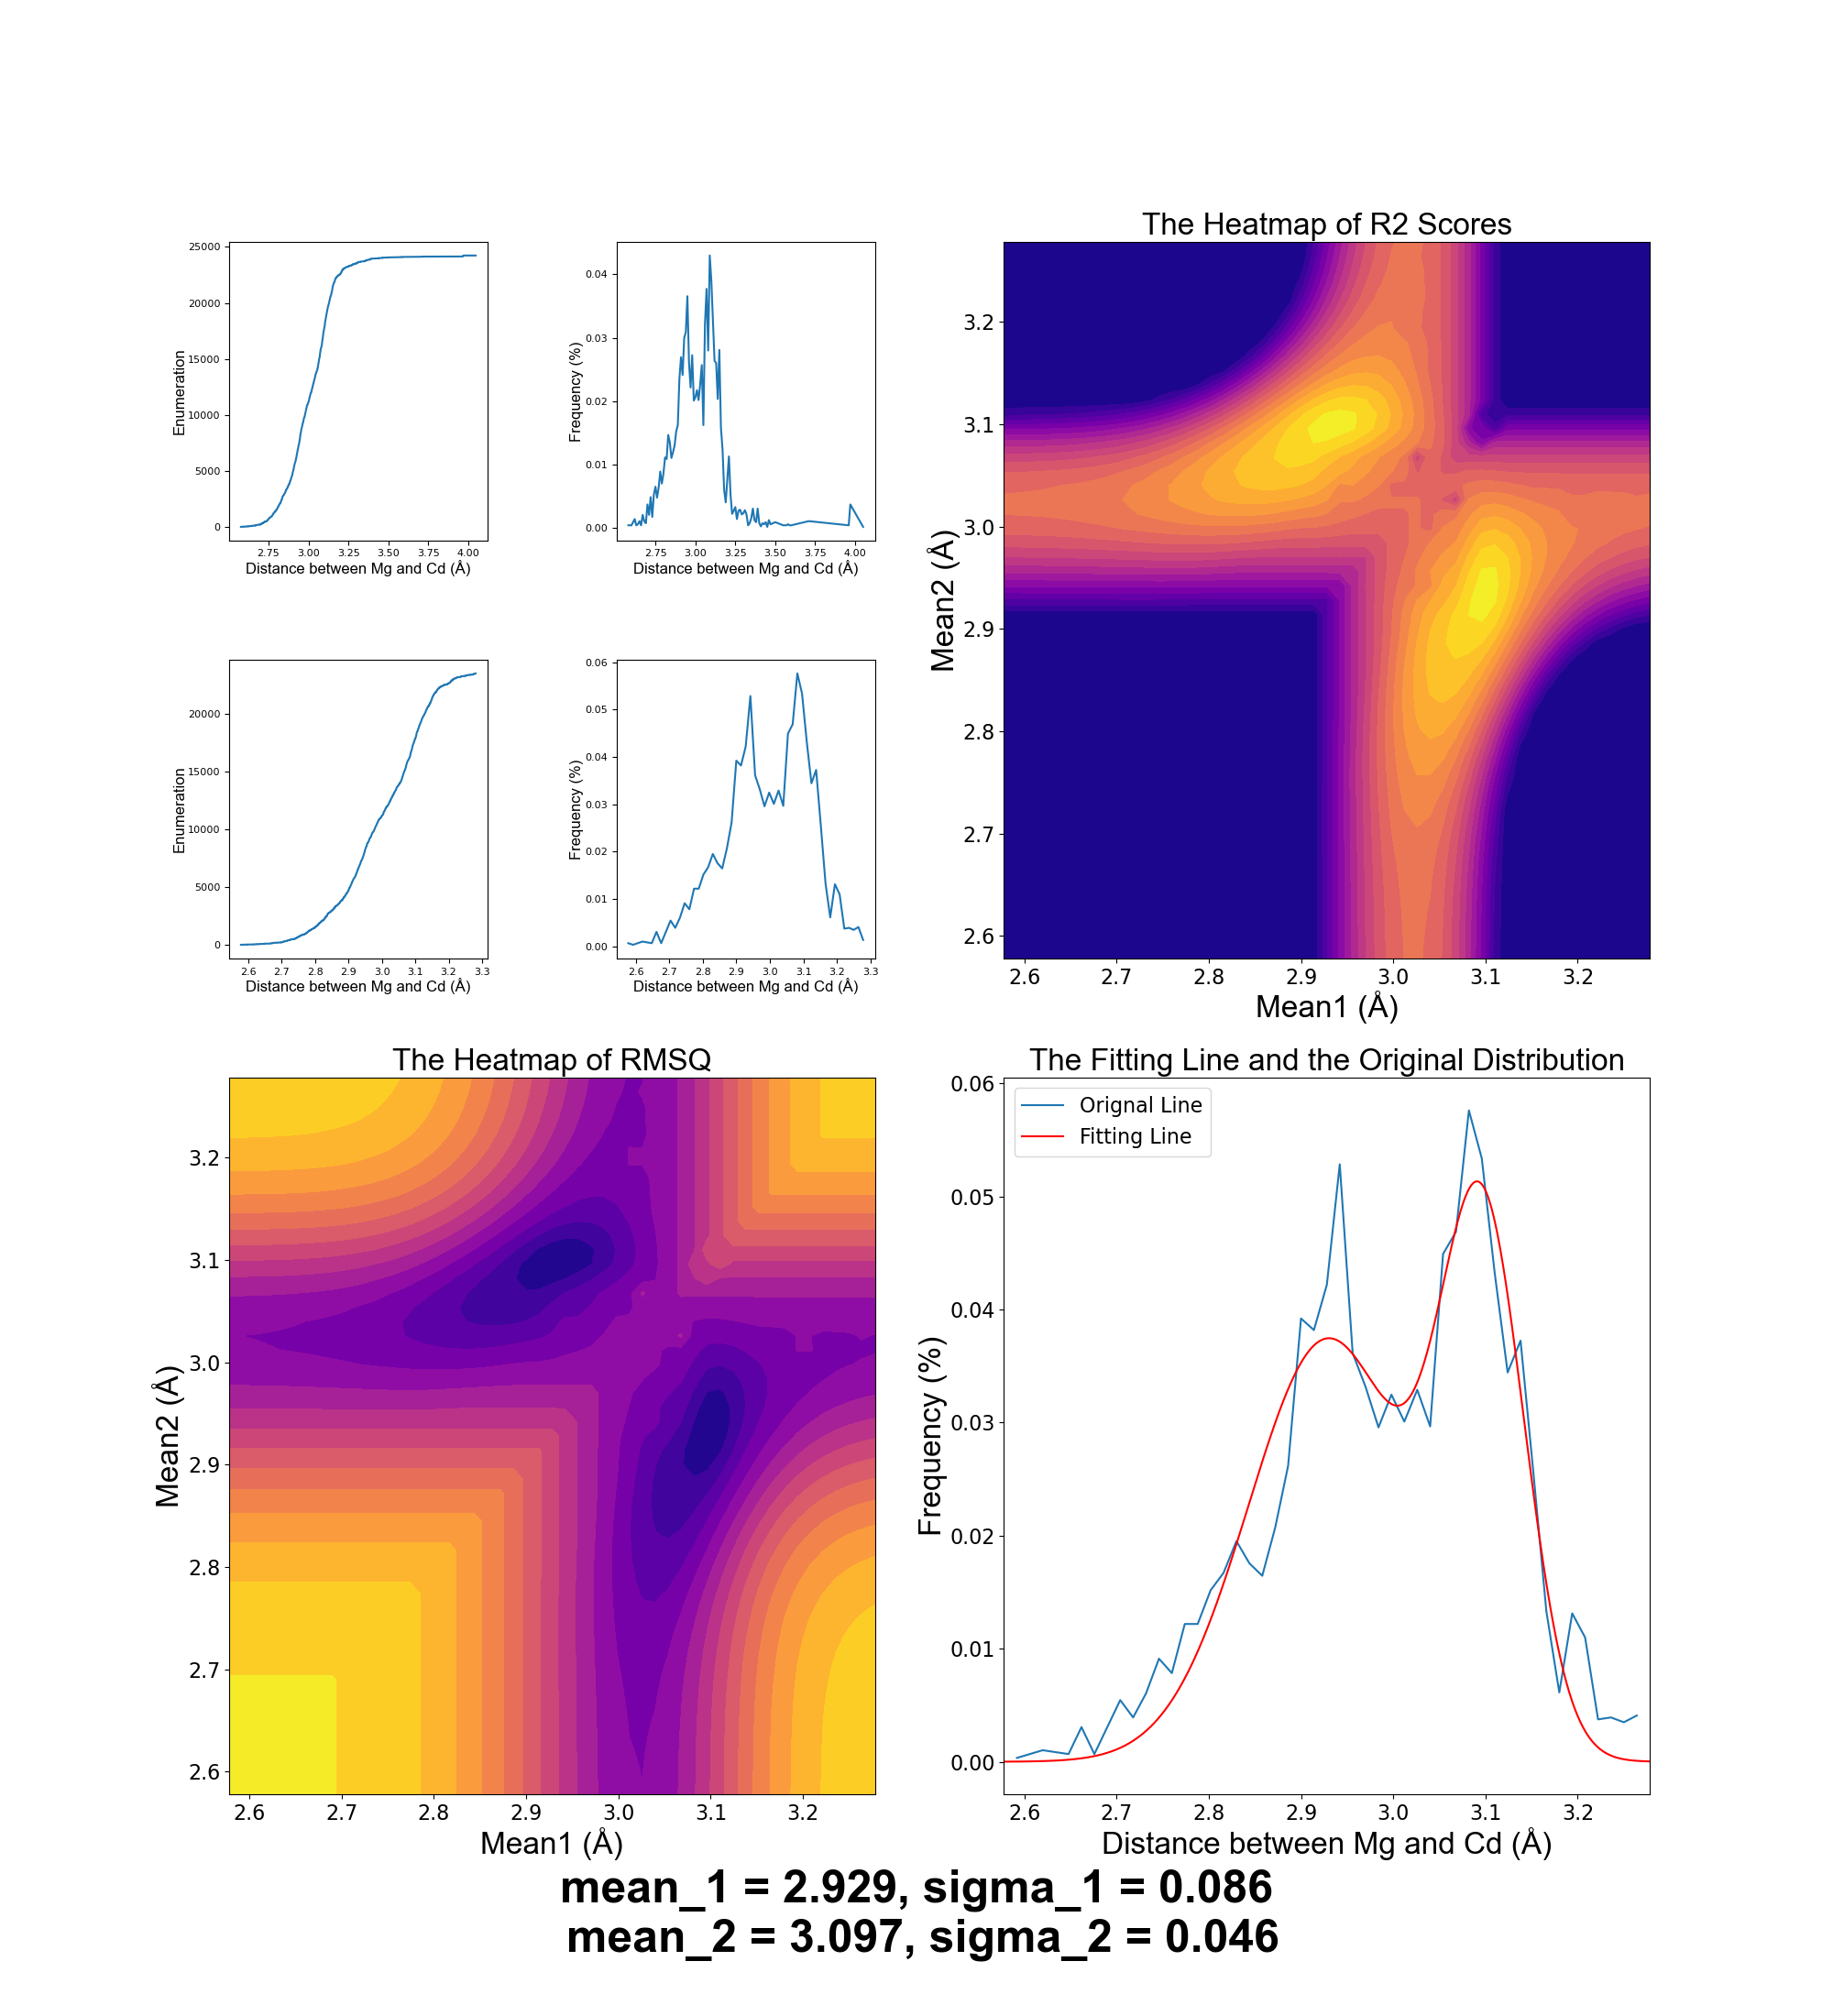 25000
20000
15000
10000
5000
0
Enumeration
2.75 3.00 3.25 3.50 3.75 4.00
Distance between Mg and Cd (Å)
0.04
0.03
0.02
0.01
0.00
Frequency (%)
2.75 3.00 3.25 3.50 3.75 4.00
Distance between Mg and Cd (Å)
The Heatmap of R2 Scores
3.2
3.1
3.0
2.9
2.8
2.7
2.6
Mean2 (Å)
2.6 2.7 2.8 2.9 3.0 3.1 3.2
Mean1 (Å)
20000
15000
10000
5000
0
Enumeration
2.6 2.7 2.8 2.9 3.0 3.1 3.2 3.3
Distance between Mg and Cd (Å)
0.06
0.05
0.04
0.03
0.02
0.01
0.00
Frequency (%)
2.6 2.7 2.8 2.9 3.0 3.1 3.2 3.3
Distance between Mg and Cd (Å)
The Heatmap of RMSQ
3.2
3.1
3.0
2.9
2.8
2.7
2.6
Mean2 (Å)
2.6 2.7 2.8 2.9 3.0 3.1 3.2
Mean1 (Å)
The Fitting Line and the Original Distribution
Orignal Line
Fitting Line
0.06
0.05
0.04
0.03
0.02
0.01
0.00
Frequency (%)
2.6 2.7 2.8 2.9 3.0 3.1 3.2
Distance between Mg and Cd (Å)
mean_1 = 2.929, sigma_1 = 0.086
mean_2 = 3.097, sigma_2 = 0.046